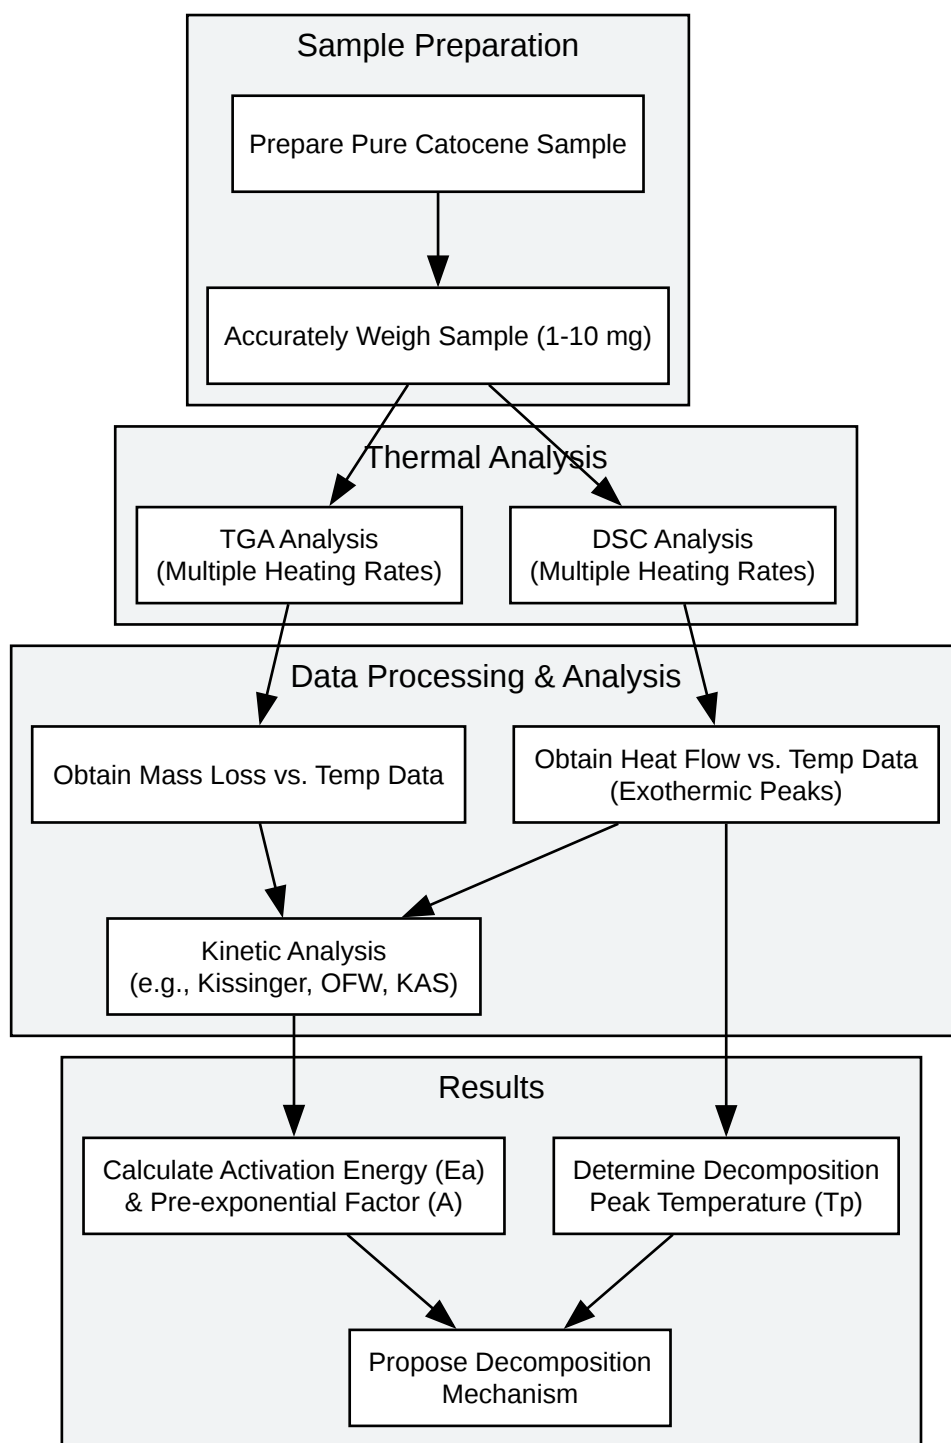 Sample Preparation
Prepare Pure Catocene Sample
Accurately Weigh Sample (1-10 mg)
Thermal Analysis
TGA Analysis
(Multiple Heating Rates)
DSC Analysis
(Multiple Heating Rates)
Data Processing & Analysis
Obtain Mass Loss vs. Temp Data
Obtain Heat Flow vs. Temp Data
(Exothermic Peaks)
Kinetic Analysis
(e.g., Kissinger, OFW, KAS)
Results
Calculate Activation Energy (Ea)
& Pre-exponential Factor (A)
Determine Decomposition
Peak Temperature (Tp)
Propose Decomposition
Mechanism